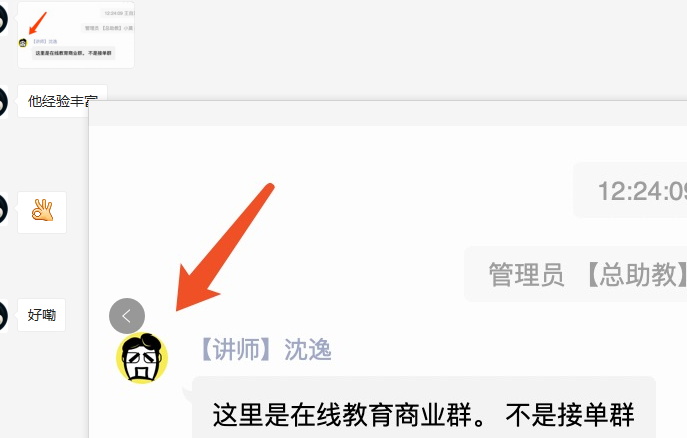 12:24:09
管理员 【总助教】
【讲师】沈逸
这里是在线教育商业群。 不是接单群
他经验丰富
12:24:09
管理员 【总助教】
【讲师】沈逸
这里是在线教育商业群。 不是接单群
好嘞